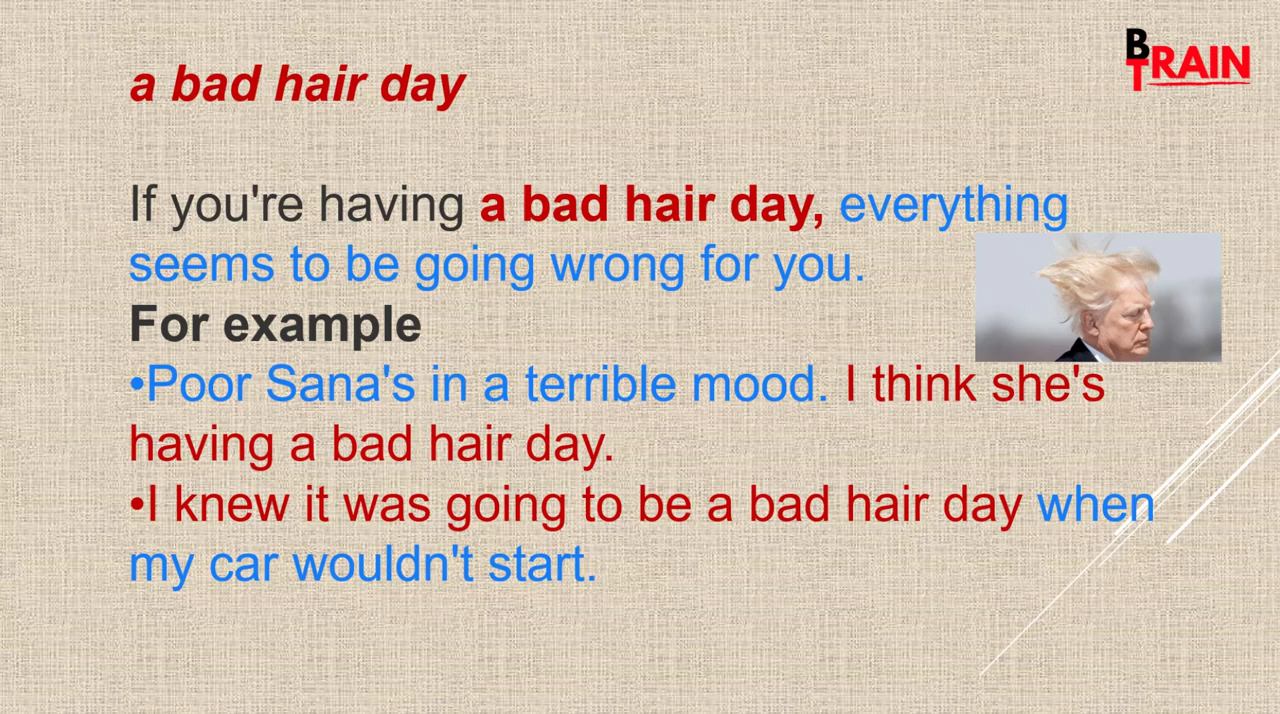 BTRAIN
a bad hair day
If you're having a bad hair day, everything
seems to be going wrong for you.
For example
•Poor Sana's in a terrible mood. I think she's
having a bad hair day.
•I knew it was going to be a bad hair day when
my car wouldn't start.